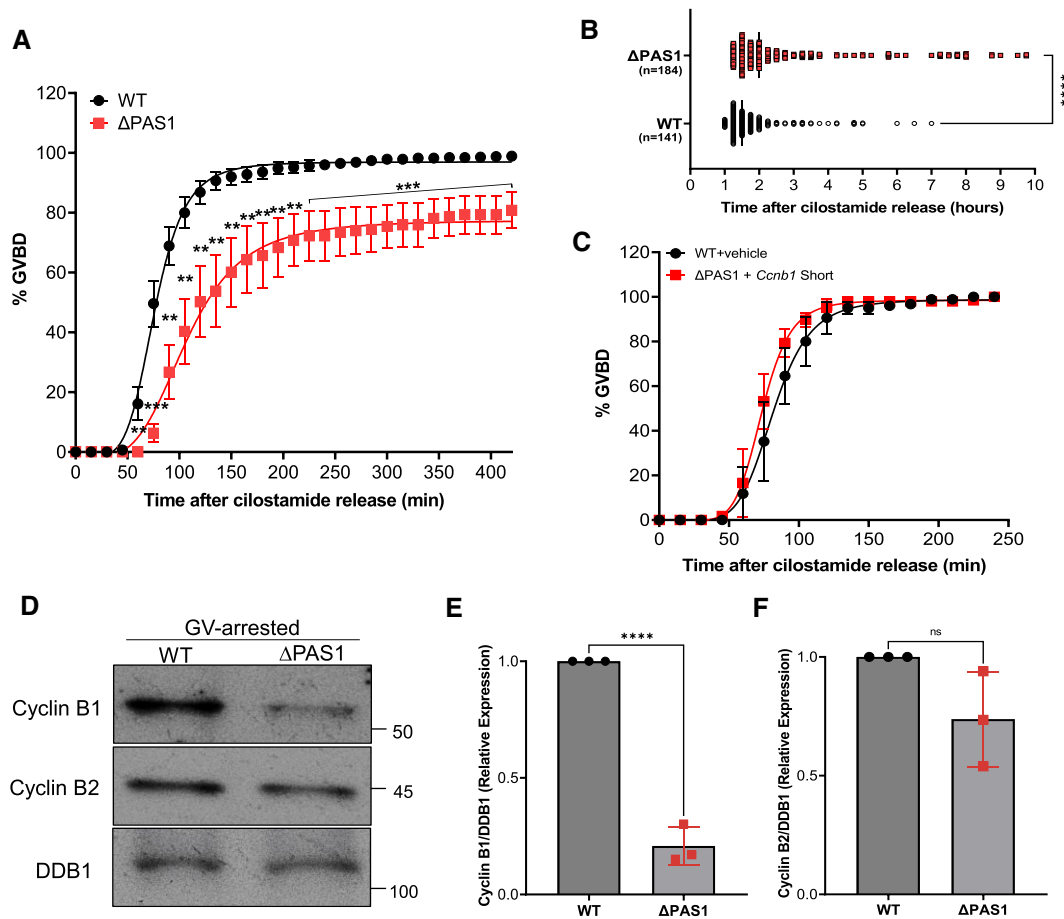 A
WT
ΔPAS1
120
100
80
60
40
20
0
% GVBD
**
***
**
**
**
**
**
**
**
**
**
**
***
0
50
100
150
200
250
300
350
400
Time after cilostamide release (min)
B
ΔPAS1
(n=184)
WT
(n=141)
****
0
1
2
3
4
5
6
7
8
9
10
Time after cilostamide release (hours)
C
WT+vehicle
ΔPAS1 + Ccnb1 Short
120
100
80
60
40
20
0
% GVBD
0
50
100
150
200
250
Time after cilostamide release (min)
D
GV-arrested
WT
ΔPAS1
Cyclin B1
50
Cyclin B2
45
DDB1
100
E
****
Cyclin B1/DDB1 (Relative Expression)
1.0
0.5
0.0
WT
ΔPAS1
F
ns
Cyclin B2/DDB1 (Relative Expression)
1.0
0.5
0.0
WT
ΔPAS1